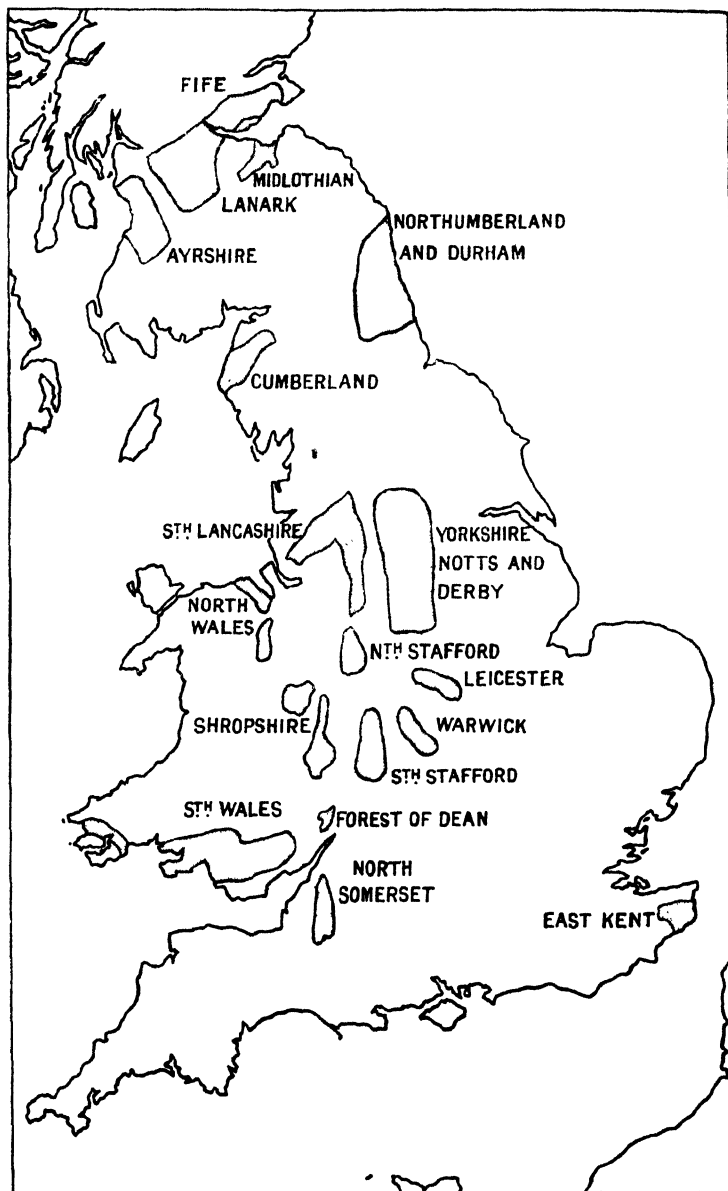 FIFE
MIDLOTHIAN
LANARK
NORTHUMBERLAND
AND DURHAM
AYRSHIRE
CUMBERLAND
STH LANCASHIRE
YORKSHIRE
NOTTS AND
DERBY
NORTH
WALES
NTH STAFFORD
LEICESTER
SHROPSHIRE
WARWICK
STH STAFFORD
STH WALES
FOREST OF DEAN
NORTH
SOMERSET
EAST KENT